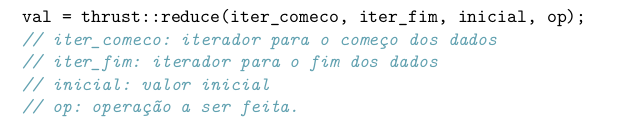 val = thrust::reduce(iter_comeco, iter_fim, inicial, op);
// iter_comeco: iterador para o começo dos dados
// iter_fim: iterador para o fim dos dados
// inicial: valor inicial
// op: operação a ser feita.